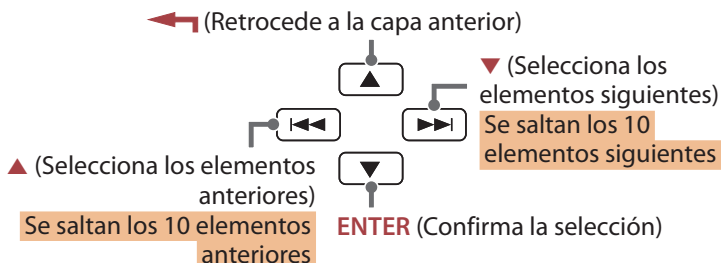 (Retrocede a la capa anterior)
▼ (Selecciona los
elementos siguientes)
Se saltan los 10
elementos siguientes
▲ (Selecciona los elementos
anteriores)
Se saltan los 10 elementos
anteriores
ENTER (Confirma la selección)